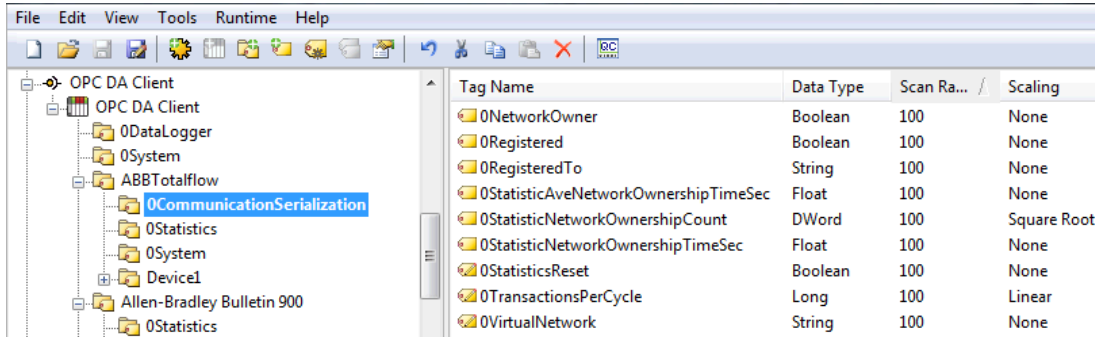 File Edit View Tools Runtime Help
QC
OPC DA Client
OPC DA Client
0DataLogger
0System
ABBTotalflow
0CommunicationSerialization
0Statistics
0System
Device1
Allen-Bradley Bulletin 900
0Statistics
Tag Name Data Type Scan Ra... Scaling
0NetworkOwner Boolean 100 None
0Registered Boolean 100 None
0RegisteredTo String 100 None
0StatisticAveNetworkOwnershipTimeSec Float 100 None
0StatisticNetworkOwnershipCount DWord 100 Square Root
0StatisticNetworkOwnershipTimeSec Float 100 None
0StatisticsReset Boolean 100 None
0TransactionsPerCycle Long 100 Linear
0VirtualNetwork String 100 None